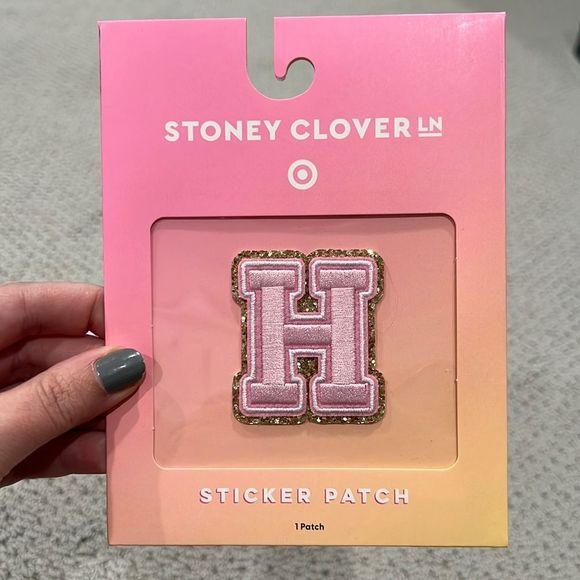 STONEY CLOVER LN
H
STICKER PATCH
1 Patch